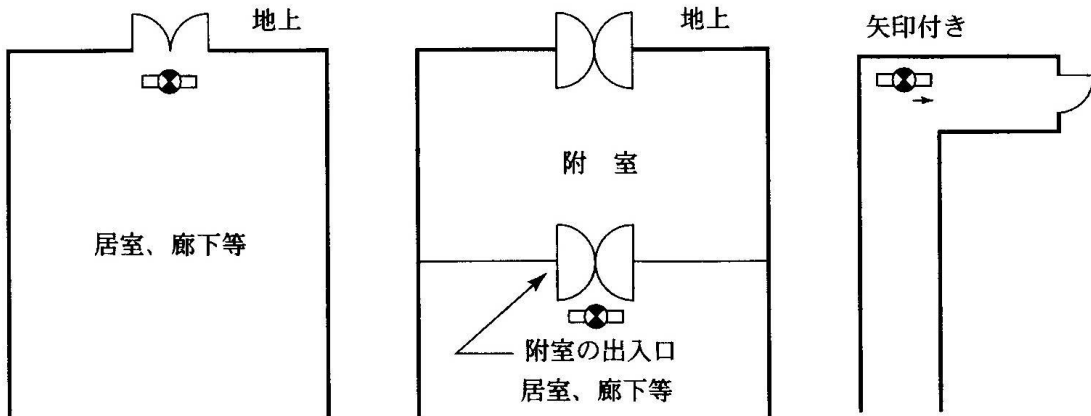 地上
居室、廊下等
地上
附 室
附室の出入口
居室、廊下等
矢印付き